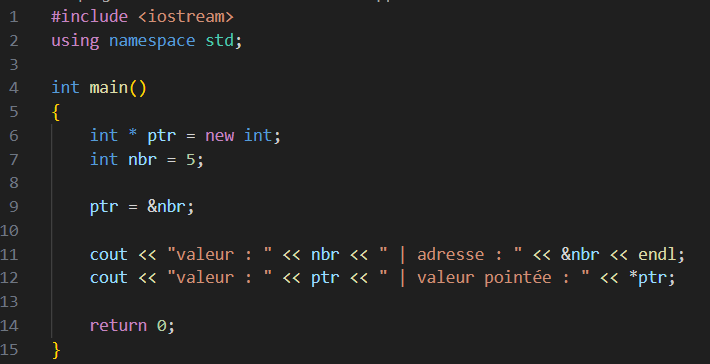 1 #include <iostream>
2 using namespace std;
3
4 int main()
5 {
6     int * ptr = new int;
7     int nbr = 5;
8
9     ptr = &nbr;
10
11     cout << "valeur : " << nbr << " | adresse : " << &nbr << endl;
12     cout << "valeur : " << ptr << " | valeur pointée : " << *ptr;
13
14     return 0;
15 }